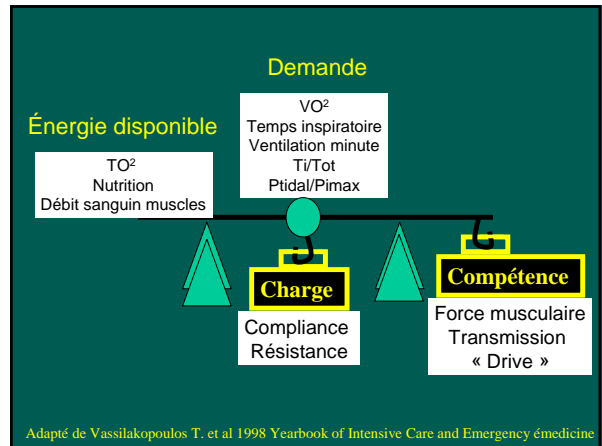 Demande
VO²
Temps inspiratoire
Ventilation minute
Ti/Tot
Ptidal/Pimax
Énergie disponible
TO²
Nutrition
Débit sanguin muscles
Charge
Compliance
Résistance
Compétence
Force musculaire
Transmission
« Drive »
Adapté de Vassilakopoulos T. et al 1998 Yearbook of Intensive Care and Emergency émedicine